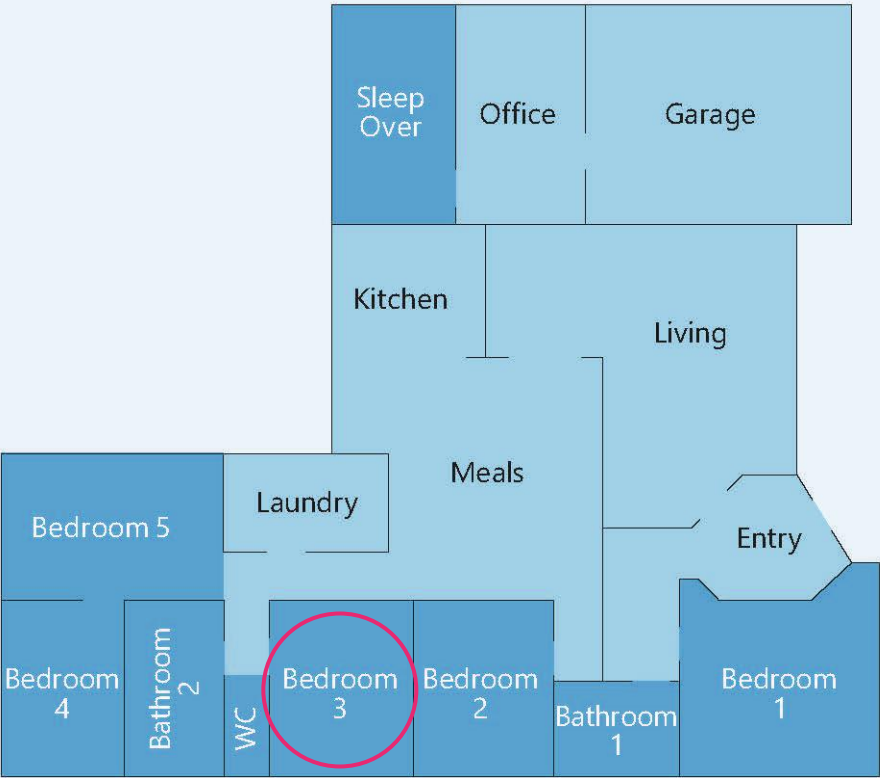 Sleep
Over
Office
Garage
Kitchen
Living
Meals
Laundry
Bedroom 5
Entry
Bedroom
4
Bathroom
2
WC
Bedroom
3
Bedroom
2
Bathroom
1
Bedroom
1